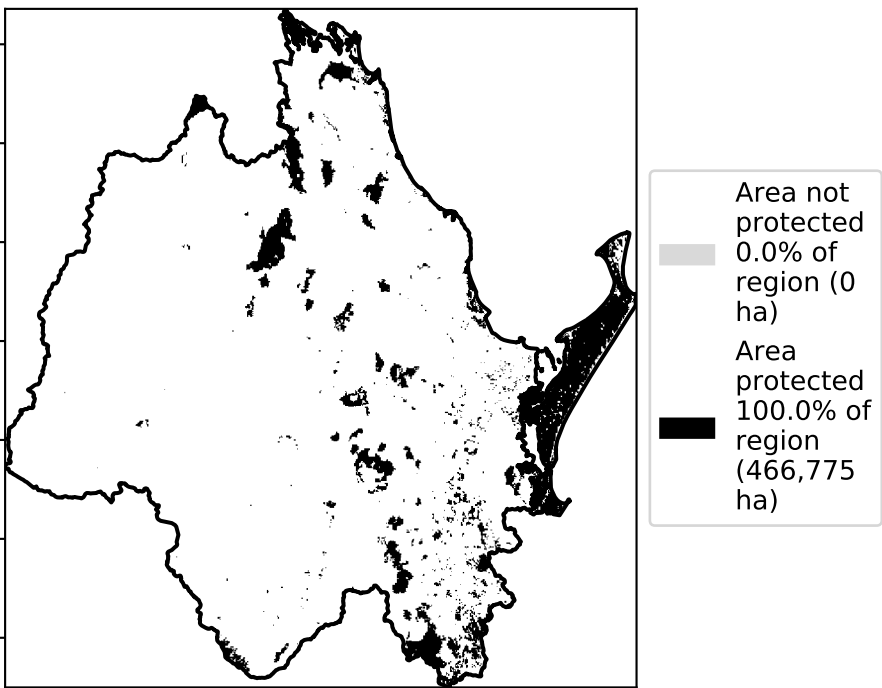 Area not
protected
0.0% of
region (0
ha)
Area
protected
100.0% of
region
(466,775
ha)